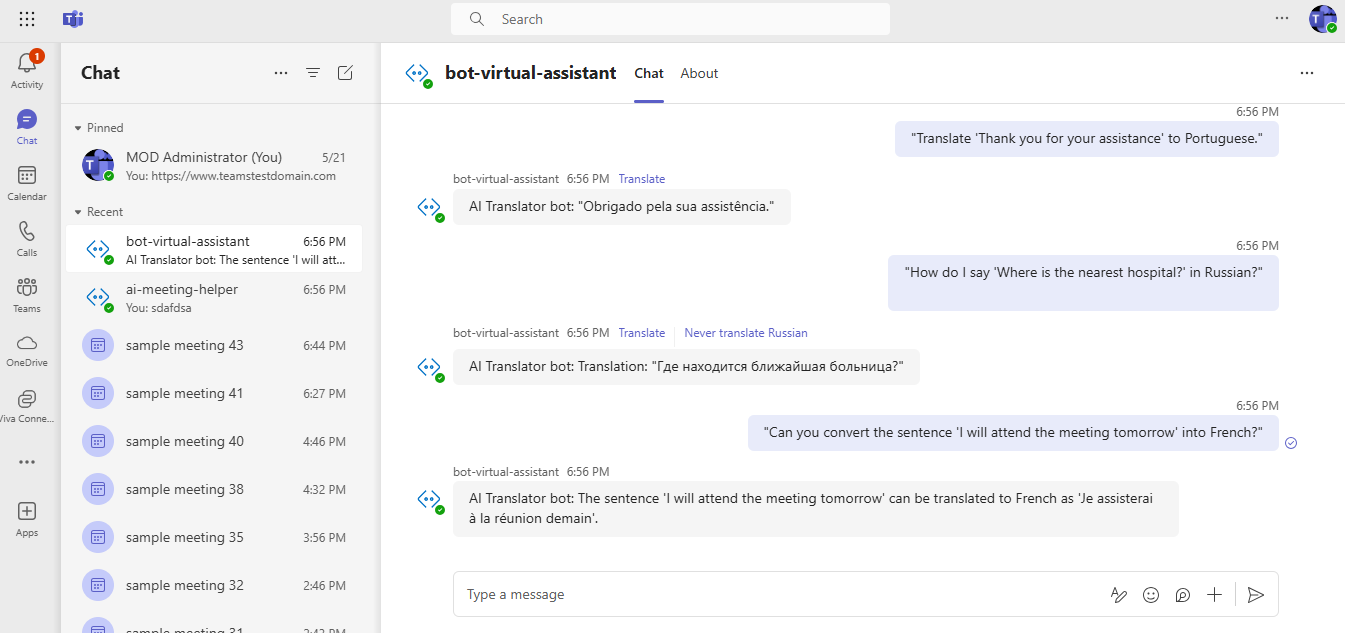 Search
1
Activity
Chat
Calendar
Calls
Teams
OneDrive
Viva Conne...
Apps
Chat
Pinned
MOD Administrator (You) 5/21
You: https://www.teamstestdomain.com
Recent
bot-virtual-assistant 6:56 PM
AI Translator bot: The sentence 'I will att...
ai-meeting-helper 6:56 PM
You: sdafdsa
sample meeting 43 6:44 PM
sample meeting 41 6:27 PM
sample meeting 40 4:46 PM
sample meeting 38 4:32 PM
sample meeting 35 3:56 PM
sample meeting 32 2:46 PM
sample meeting 31 2:42 PM
bot-virtual-assistant Chat About
6:56 PM
"Translate 'Thank you for your assistance' to Portuguese."
bot-virtual-assistant 6:56 PM Translate
AI Translator bot: "Obrigado pela sua assistência."
6:56 PM
"How do I say 'Where is the nearest hospital?' in Russian?"
bot-virtual-assistant 6:56 PM Translate Never translate Russian
AI Translator bot: Translation: "Где находится ближайшая больница?"
6:56 PM
"Can you convert the sentence 'I will attend the meeting tomorrow' into French?"
bot-virtual-assistant 6:56 PM
AI Translator bot: The sentence 'I will attend the meeting tomorrow' can be translated to French as 'Je assisterai
à la réunion demain'.
Type a message